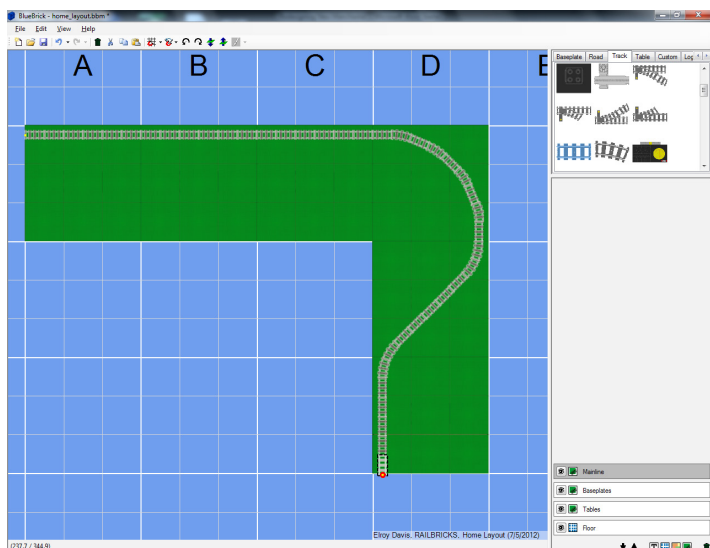 BlueBrick - home_layout.bbm *
File Edit View Help
A B C D E
Baseplate Road Track Table Custom
Mainline
Baseplates
Tables
Floor
Elroy Davis, RAILBRICKS, Home Layout (7/5/2012)
(237.7 / 344.9)